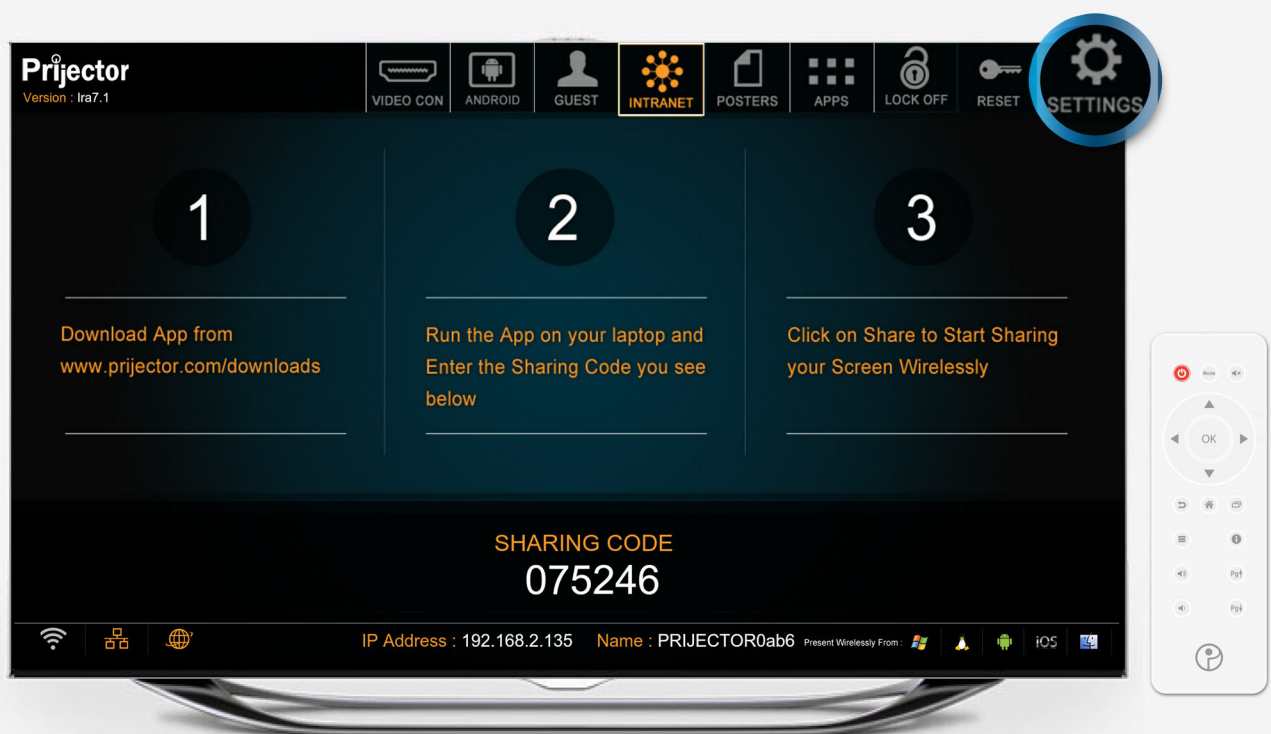 Prijector
Version : Ira7.1
VIDEO CON
ANDROID
GUEST
INTRANET
POSTERS
APPS
LOCK OFF
RESET
SETTINGS
1
2
3
Download App from
www.prijector.com/downloads
Run the App on your laptop and
Enter the Sharing Code you see
below
Click on Share to Start Sharing
your Screen Wirelessly
SHARING CODE
075246
IP Address : 192.168.2.135 Name : PRIJECTOR0ab6 Present Wirelessly From : iOS
Mode
OK
Pg
Pg